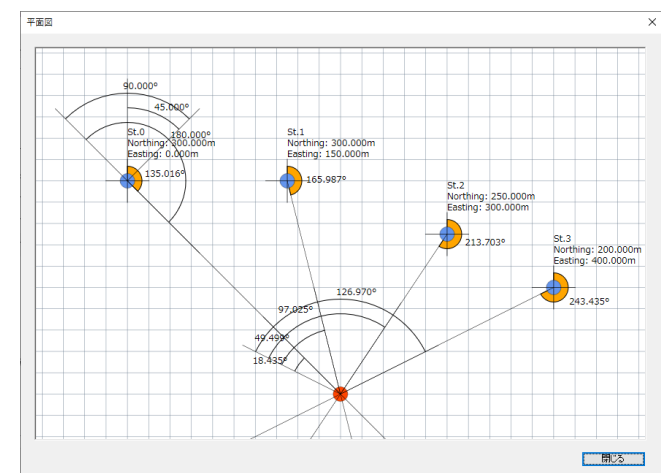 平面図
90.000°
45.000°
St.0
180.000°
Northing: 300.000m
Easting: 0.000m
135.016°
St.1
Northing: 300.000m
Easting: 150.000m
165.987°
St.2
Northing: 250.000m
Easting: 300.000m
213.703°
St.3
Northing: 200.000m
Easting: 400.000m
243.435°
126.970°
97.025°
49.499°
18.435°
閉じる